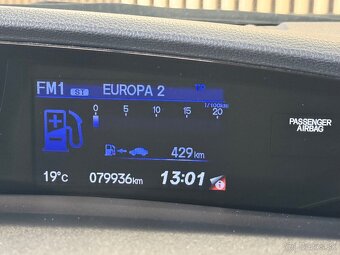 FM1 ST EUROPA 2
l/100km
0 5 10 15 20
PASSENGER
AIRBAG
429km
19°C 079936km 13:01